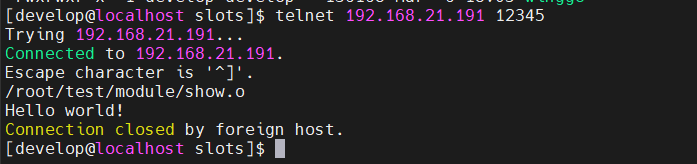 [develop@localhost slots]$ telnet 192.168.21.191 12345
Trying 192.168.21.191...
Connected to 192.168.21.191.
Escape character is '^]'.
/root/test/module/show.o
Hello world!
Connection closed by foreign host.
[develop@localhost slots]$